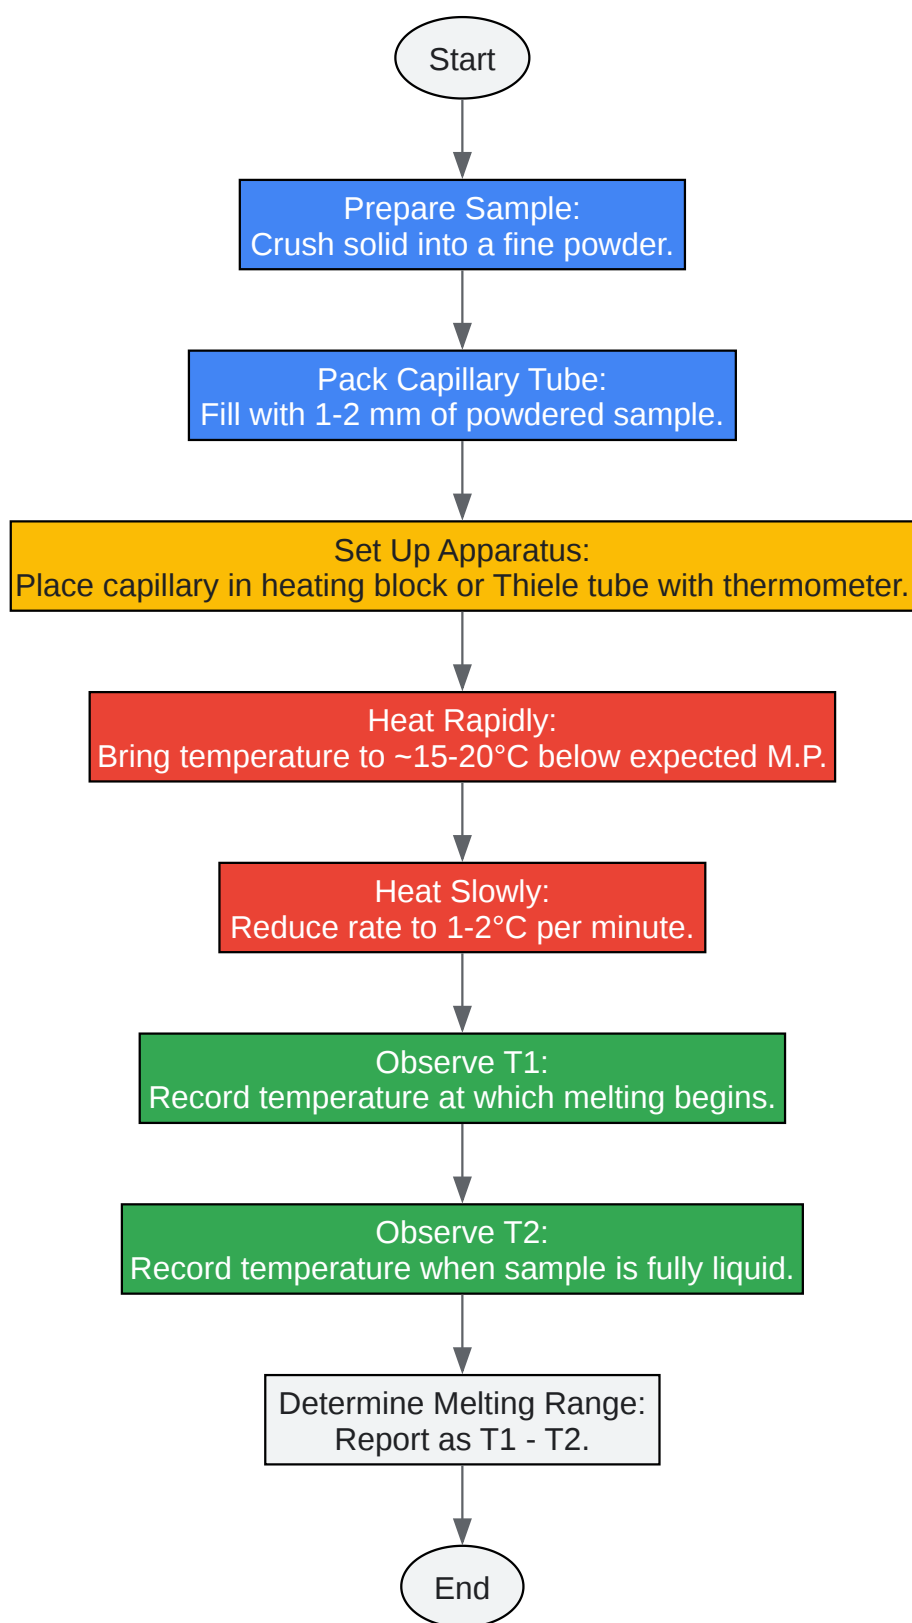 Start
Prepare Sample:
Crush solid into a fine powder.
Pack Capillary Tube:
Fill with 1-2 mm of powdered sample.
Set Up Apparatus:
Place capillary in heating block or Thiele tube with thermometer.
Heat Rapidly:
Bring temperature to ~15-20°C below expected M.P.
Heat Slowly:
Reduce rate to 1-2°C per minute.
Observe T1:
Record temperature at which melting begins.
Observe T2:
Record temperature when sample is fully liquid.
Determine Melting Range:
Report as T1 - T2.
End